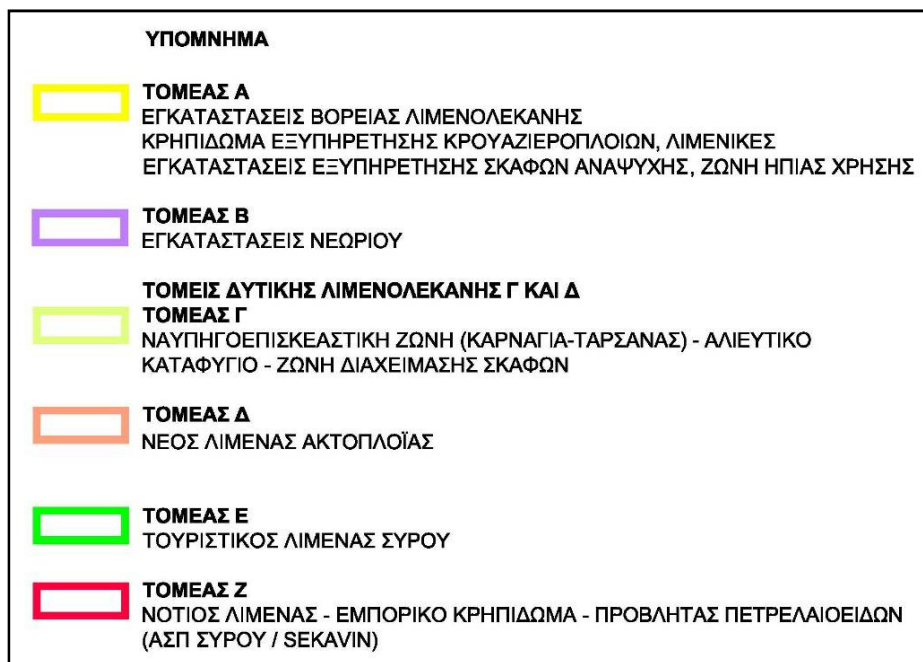 ΥΠΟΜΝΗΜΑ
ΤΟΜΕΑΣ Α
ΕΓΚΑΤΑΣΤΑΣΕΙΣ ΒΟΡΕΙΑΣ ΛΙΜΕΝΟΛΕΚΑΝΗΣ
ΚΡΗΠΙΔΩΜΑ ΕΞΥΠΗΡΕΤΗΣΗΣ ΚΡΟΥΑΖΙΕΡΟΠΛΟΙΩΝ, ΛΙΜΕΝΙΚΕΣ
ΕΓΚΑΤΑΣΤΑΣΕΙΣ ΕΞΥΠΗΡΕΤΗΣΗΣ ΣΚΑΦΩΝ ΑΝΑΨΥΧΗΣ, ΖΩΝΗ ΗΠΙΑΣ ΧΡΗΣΗΣ
ΤΟΜΕΑΣ Β
ΕΓΚΑΤΑΣΤΑΣΕΙΣ ΝΕΩΡΙΟΥ
ΤΟΜΕΙΣ ΔΥΤΙΚΗΣ ΛΙΜΕΝΟΛΕΚΑΝΗΣ Γ ΚΑΙ Δ
ΤΟΜΕΑΣ Γ
ΝΑΥΠΗΓΟΕΠΙΣΚΕΑΣΤΙΚΗ ΖΩΝΗ (ΚΑΡΝΑΓΙΑ-ΤΑΡΣΑΝΑΣ) - ΑΛΙΕΥΤΙΚΟ
ΚΑΤΑΦΥΓΙΟ - ΖΩΝΗ ΔΙΑΧΕΙΜΑΣΗΣ ΣΚΑΦΩΝ
ΤΟΜΕΑΣ Δ
ΝΕΟΣ ΛΙΜΕΝΑΣ ΑΚΤΟΠΛΟΪΑΣ
ΤΟΜΕΑΣ Ε
ΤΟΥΡΙΣΤΙΚΟΣ ΛΙΜΕΝΑΣ ΣΥΡΟΥ
ΤΟΜΕΑΣ Ζ
ΝΟΤΙΟΣ ΛΙΜΕΝΑΣ - ΕΜΠΟΡΙΚΟ ΚΡΗΠΙΔΩΜΑ - ΠΡΟΒΛΗΤΑΣ ΠΕΤΡΕΛΑΙΟΕΙΔΩΝ
(ΑΣΠ ΣΥΡΟΥ / SEKAVIN)